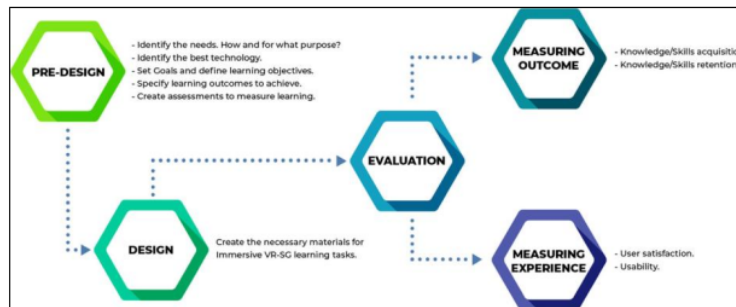 PRE-DESIGN
- Identify the needs. How and for what purpose?
- Identify the best technology.
- Set Goals and define learning objectives.
- Specify learning outcomes to achieve.
- Create assessments to measure learning.
MEASURING
OUTCOME
- Knowledge/Skills acquisition
- Knowledge/Skills retention
EVALUATION
DESIGN
Create the necessary materials for
Immersive VR-SG learning tasks.
MEASURING
EXPERIENCE
- User satisfaction.
- Usability.